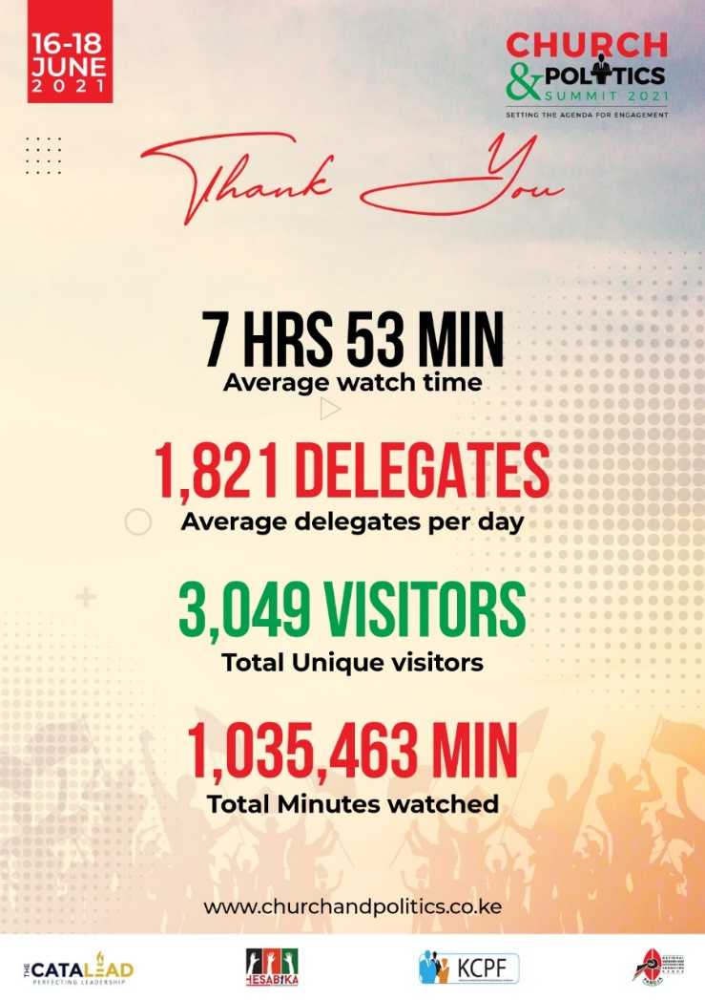 16-18
JUNE
2021
CHURCH
& POLITICS
SUMMIT 2021
SETTING THE AGENDA FOR ENGAGEMENT
Thank You
7 HRS 53 MIN
Average watch time
1,821 DELEGATES
Average delegates per day
3,049 VISITORS
Total Unique visitors
1,035,463 MIN
Total Minutes watched
www.churchandpolitics.co.ke
THE CATALEAD
PERFECTING LEADERSHIP
HESABIKA
KCPF